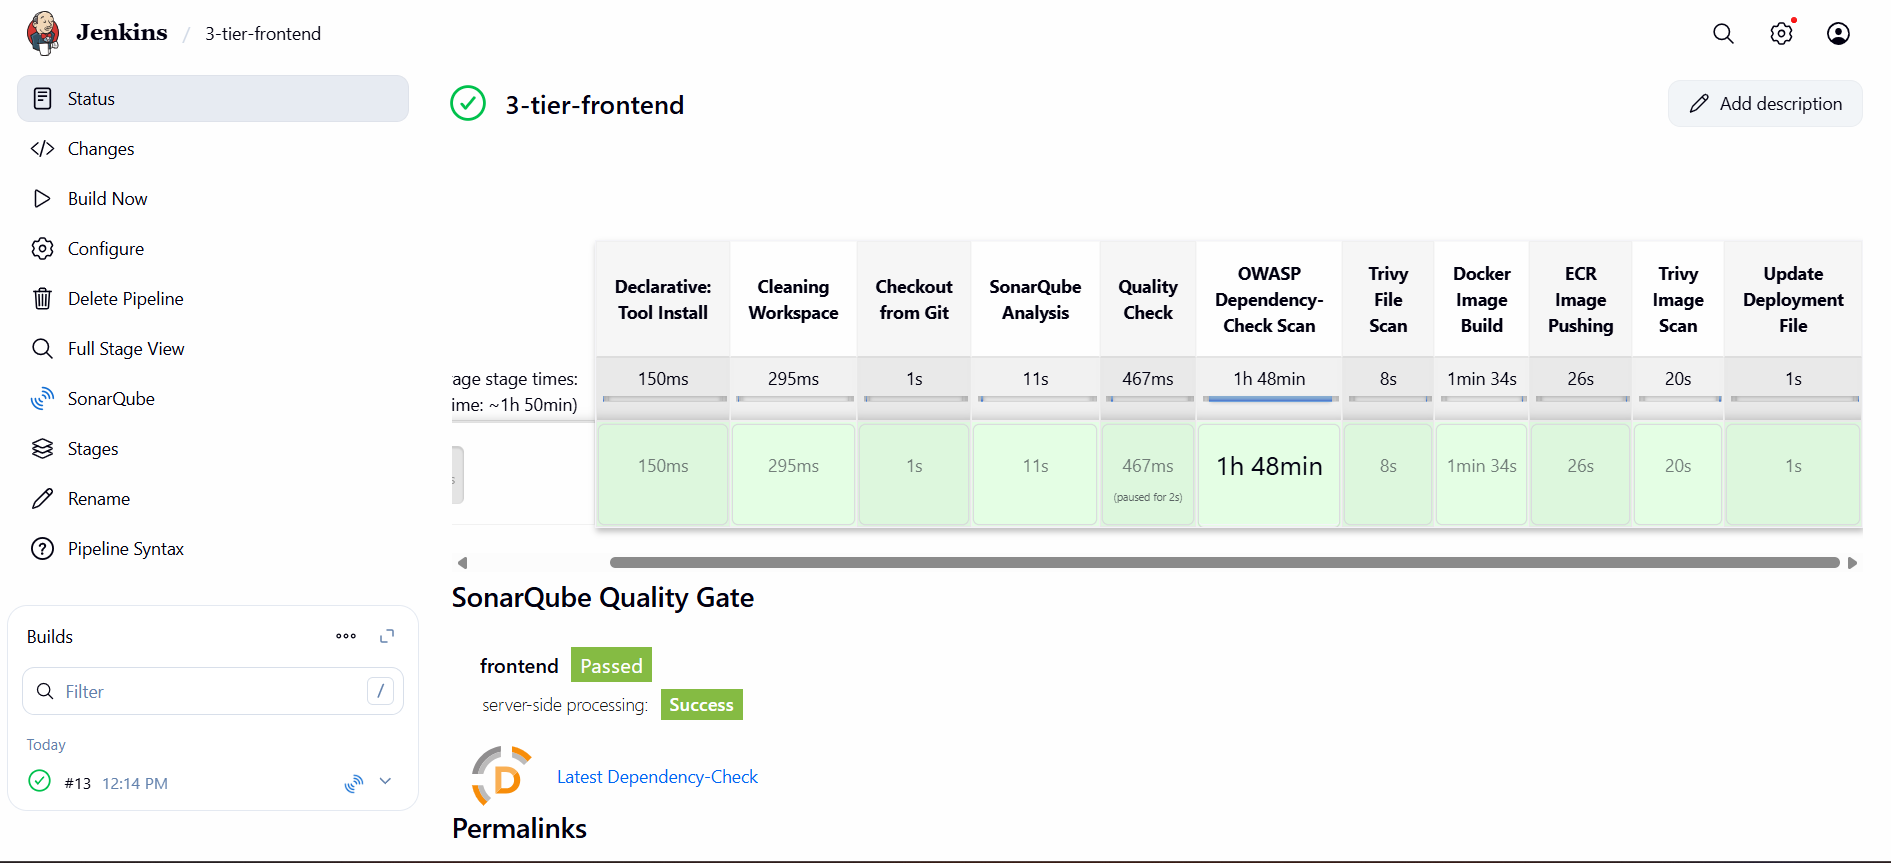 Jenkins / 3-tier-frontend
Status
Changes
Build Now
Configure
Delete Pipeline
Full Stage View
SonarQube
Stages
Rename
Pipeline Syntax
Builds
Filter /
Today
#13 12:14 PM
3-tier-frontend
Add description
Declarative: Tool Install
Cleaning Workspace
Checkout from Git
SonarQube Analysis
Quality Check
OWASP Dependency-Check Scan
Trivy File Scan
Docker Image Build
ECR Image Pushing
Trivy Image Scan
Update Deployment File
age stage times: 150ms 295ms 1s 11s 467ms 1h 48min 8s 1min 34s 26s 20s 1s
ime: ~1h 50min)
s 150ms 295ms 1s 11s 467ms 1h 48min 8s 1min 34s 26s 20s 1s
(paused for 2s)
SonarQube Quality Gate
frontend Passed
server-side processing: Success
D Latest Dependency-Check
Permalinks